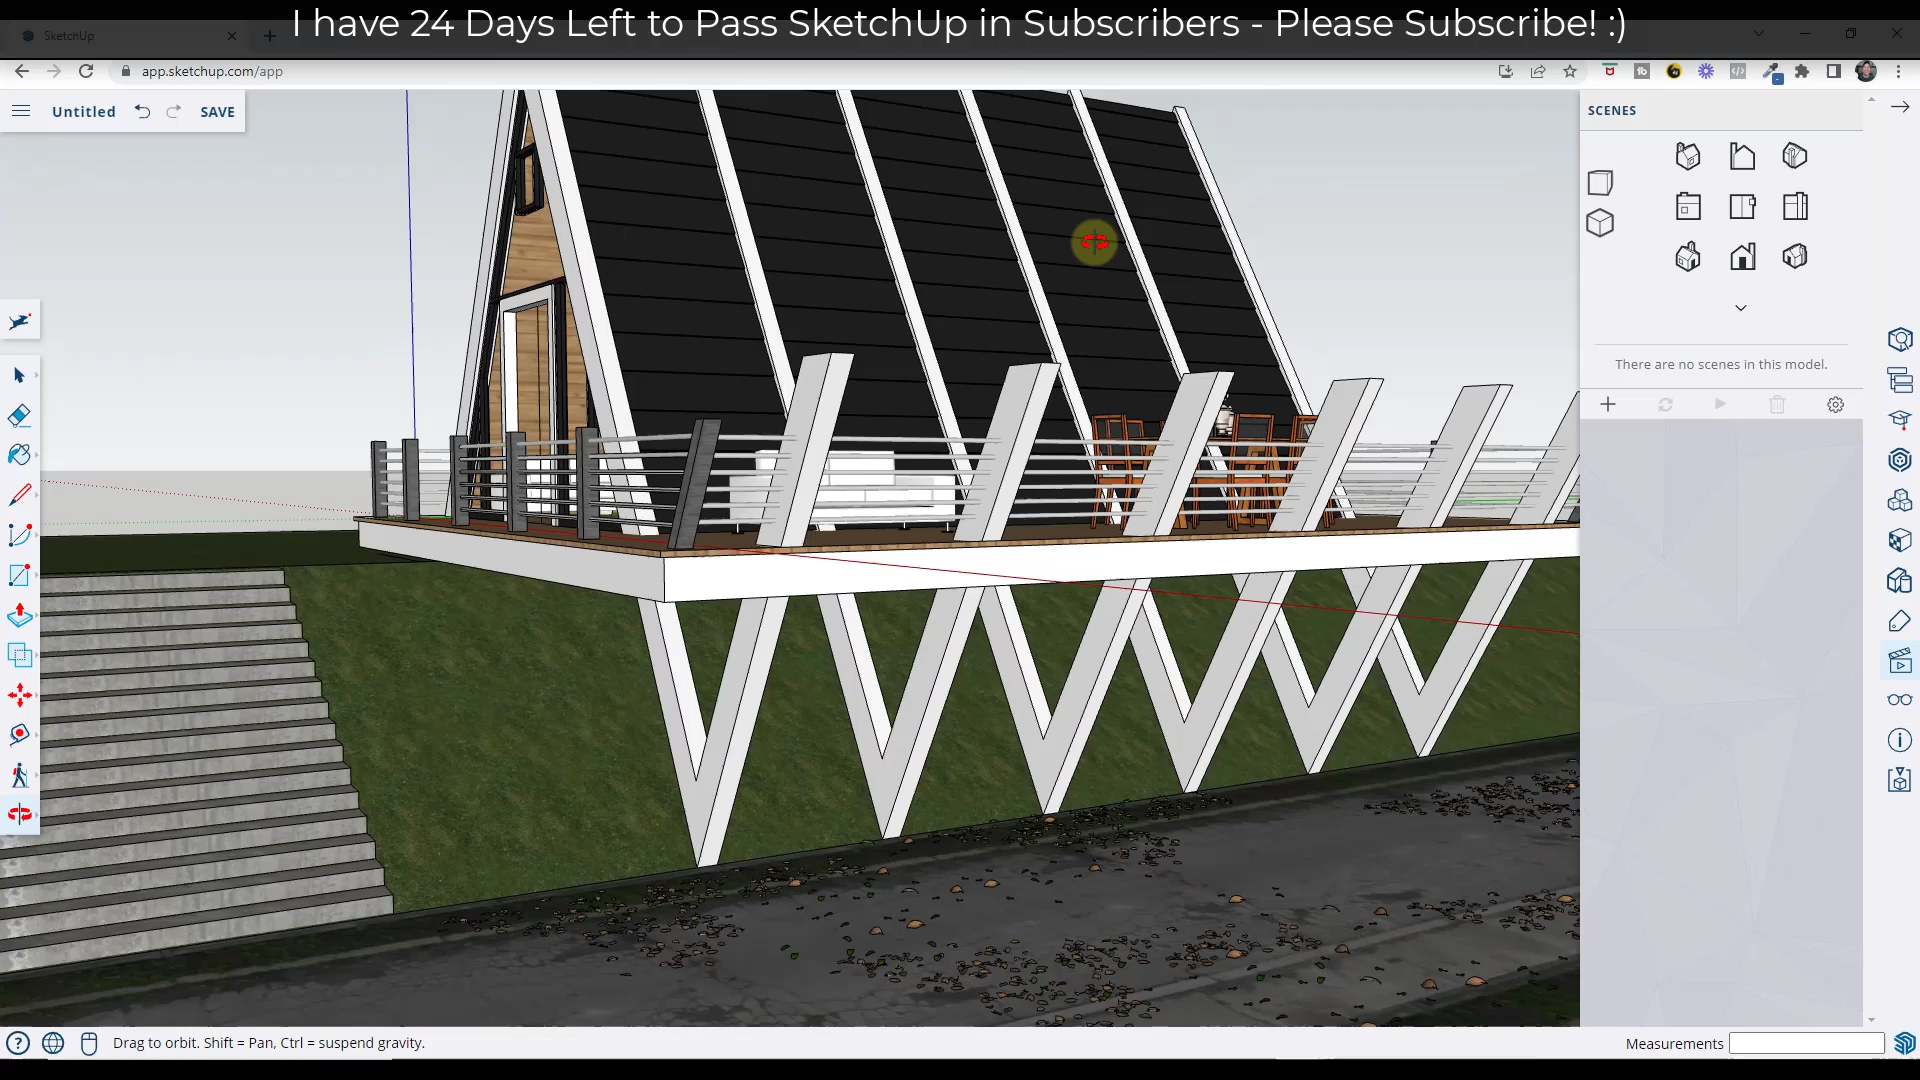 I have 24 Days Left to Pass SketchUp in Subscribers - Please Subscribe! :)
SketchUp
app.sketchup.com/app
Untitled
SAVE
SCENES
There are no scenes in this model.
Drag to orbit. Shift = Pan, Ctrl = suspend gravity.
Measurements